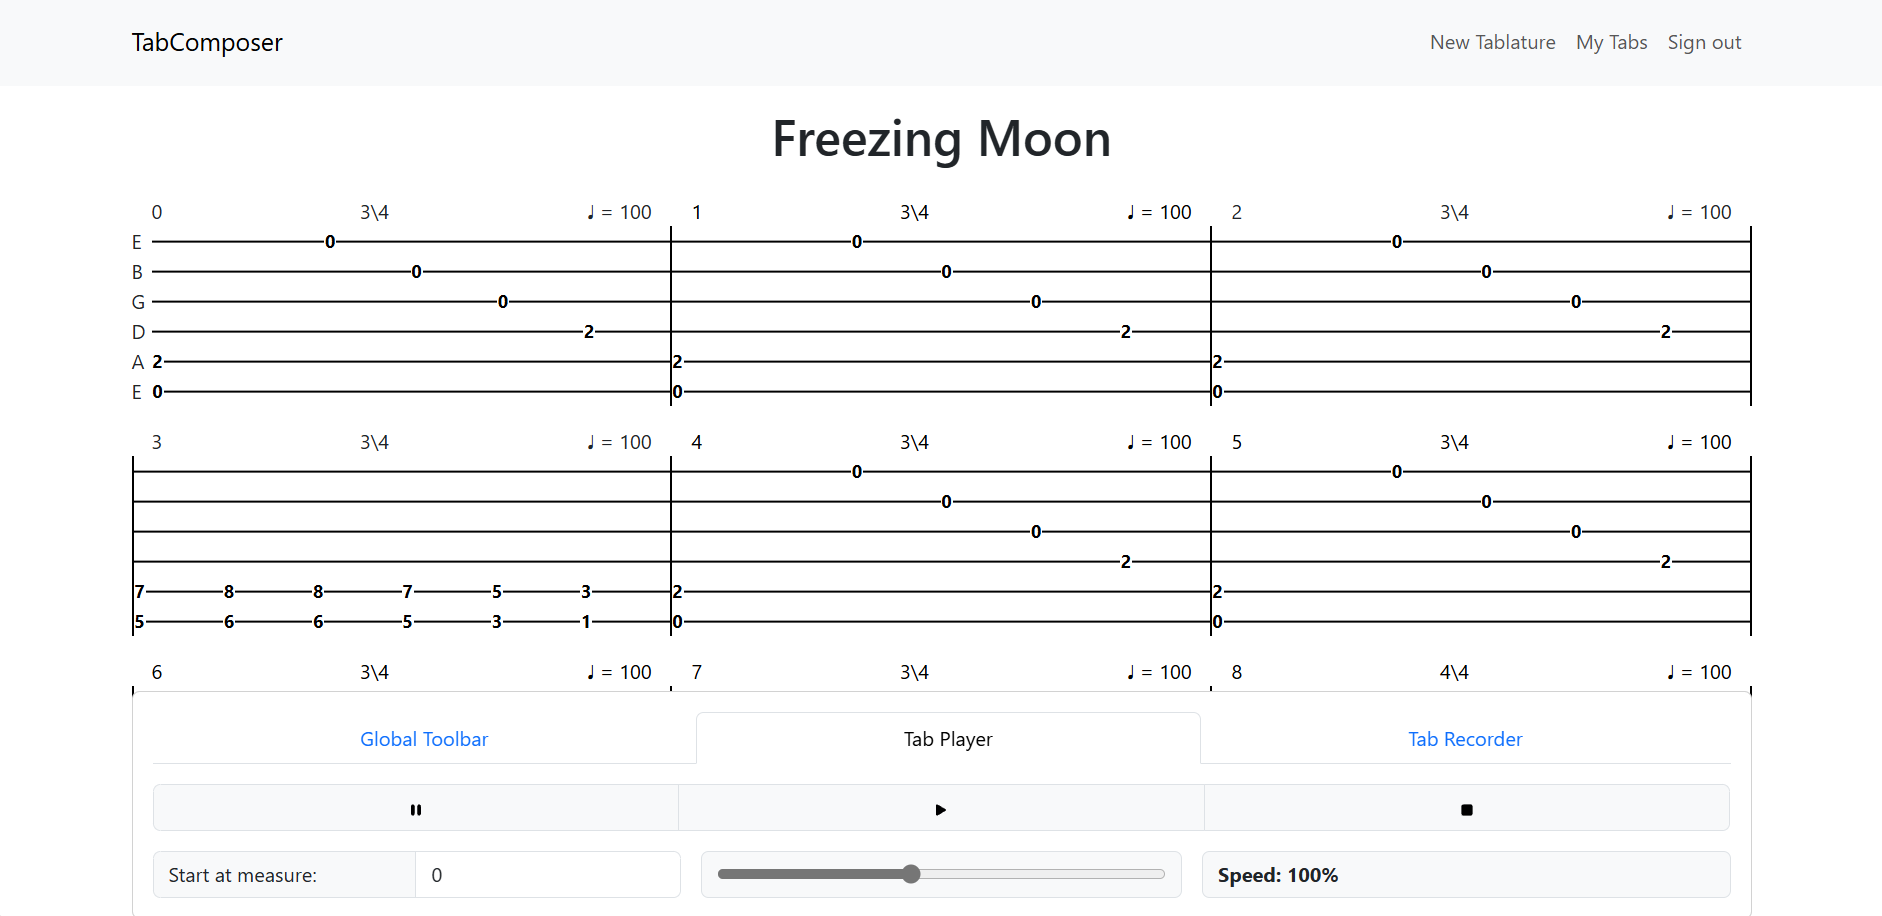 TabComposer New Tablature My Tabs Sign out
Freezing Moon
0 3\4 ♩ = 100 1 3\4 ♩ = 100 2 3\4 ♩ = 100
E 0 0 0
B 0 0 0
G 0 0 0
D 2 2 2
A 2 2 2
E 0 0 0
3 3\4 ♩ = 100 4 3\4 ♩ = 100 5 3\4 ♩ = 100
0 0
0 0
0 0
2 2
7 8 8 7 5 3 2 2
5 6 6 5 3 1 0 0
6 3\4 ♩ = 100 7 3\4 ♩ = 100 8 4\4 ♩ = 100
Global Toolbar Tab Player Tab Recorder
Start at measure: 0 Speed: 100%